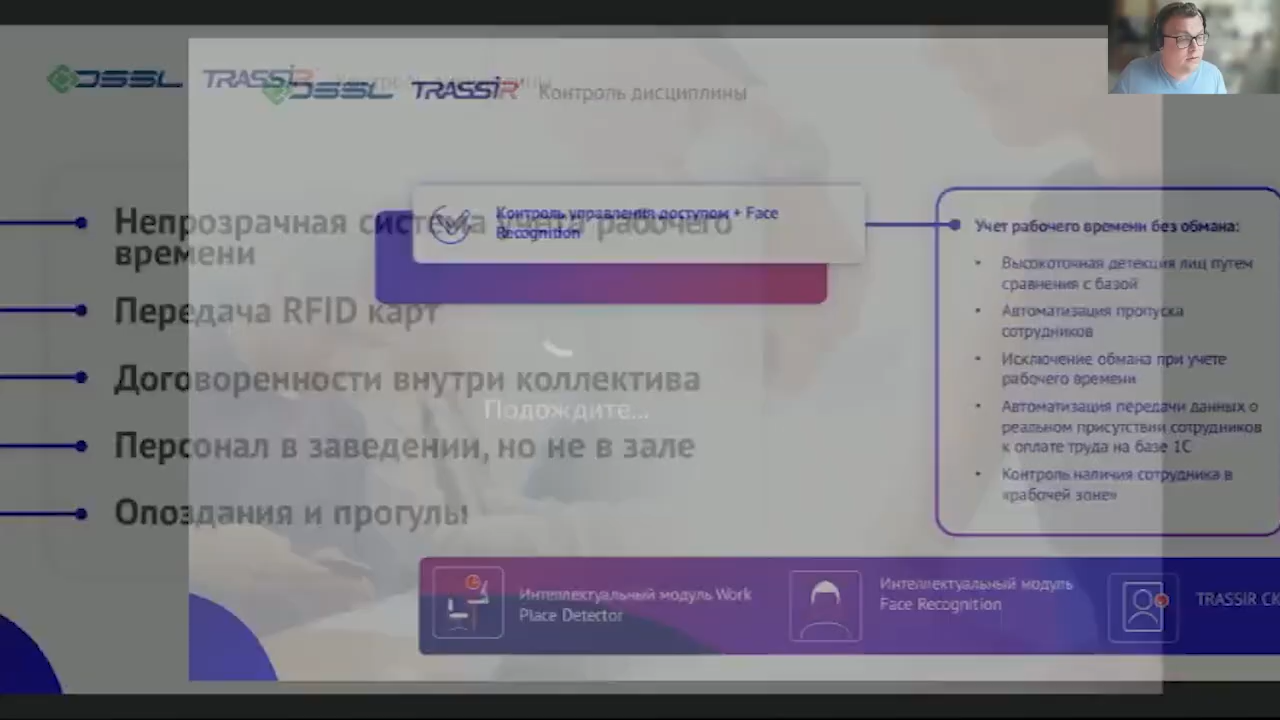 DSSL TRASSIR Контроль дисциплины
DSSL TRASSIR Контроль дисциплины
Непрозрачная система учета рабочего
времени
Передача RFID карт
Договоренности внутри коллектива
Персонал в заведении, но не в зале
Опоздания и прогулы
Контроль управления доступом + Face
Recognition
Подождите...
Учет рабочего времени без обмана:
• Высокоточная детекция лиц путем
сравнения с базой
• Автоматизация пропуска
сотрудников
• Исключение обмана при учете
рабочего времени
• Автоматизация передачи данных о
реальном присутствии сотрудников
к оплате труда на базе 1С
• Контроль наличия сотрудника в
«рабочей зоне»
Интеллектуальный модуль Work
Place Detector
Интеллектуальный модуль
Face Recognition
TRASSIR СК